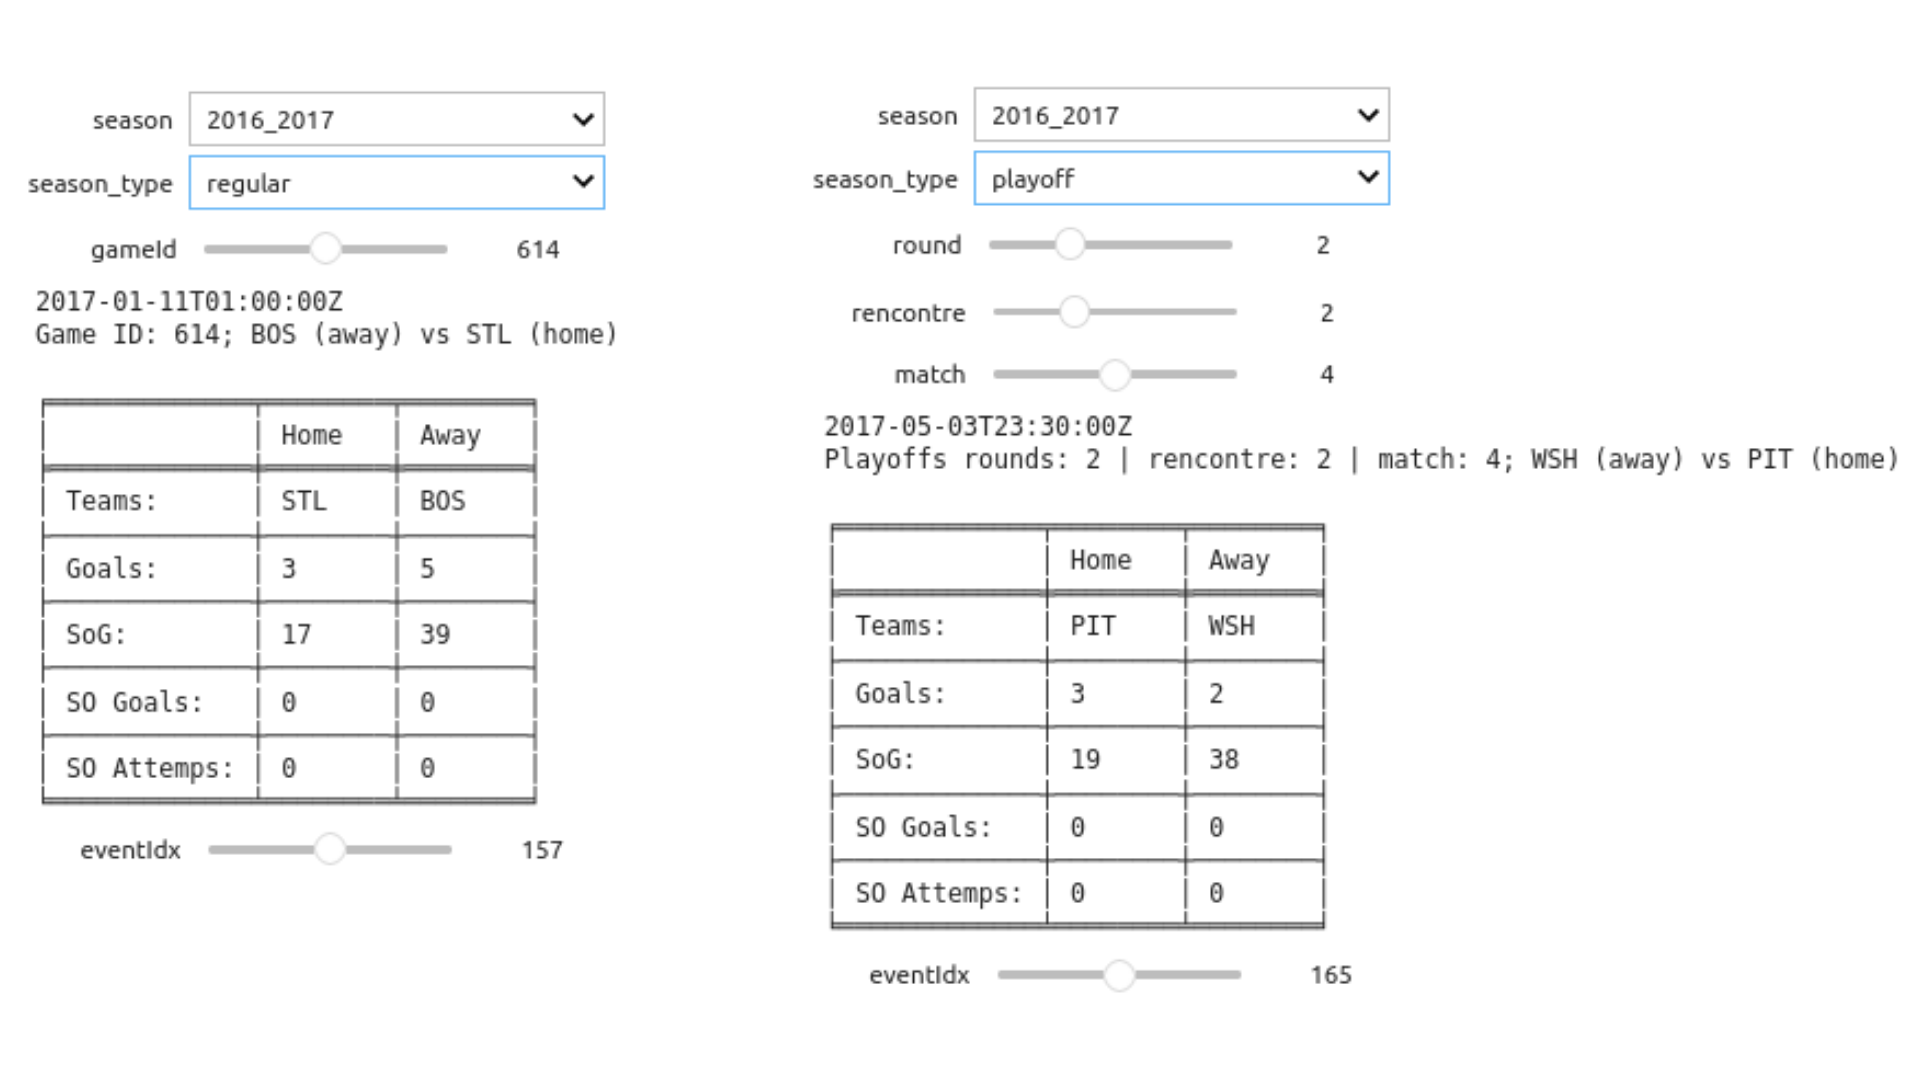 season 2016_2017
season_type regular
gameId 614
2017-01-11T01:00:00Z
Game ID: 614; BOS (away) vs STL (home)
Home Away
Teams: STL BOS
Goals: 3 5
SoG: 17 39
SO Goals: 0 0
SO Attemps: 0 0
eventIdx 157
season 2016_2017
season_type playoff
round 2
rencontre 2
match 4
2017-05-03T23:30:00Z
Playoffs rounds: 2 | rencontre: 2 | match: 4; WSH (away) vs PIT (home)
Home Away
Teams: PIT WSH
Goals: 3 2
SoG: 19 38
SO Goals: 0 0
SO Attemps: 0 0
eventIdx 165